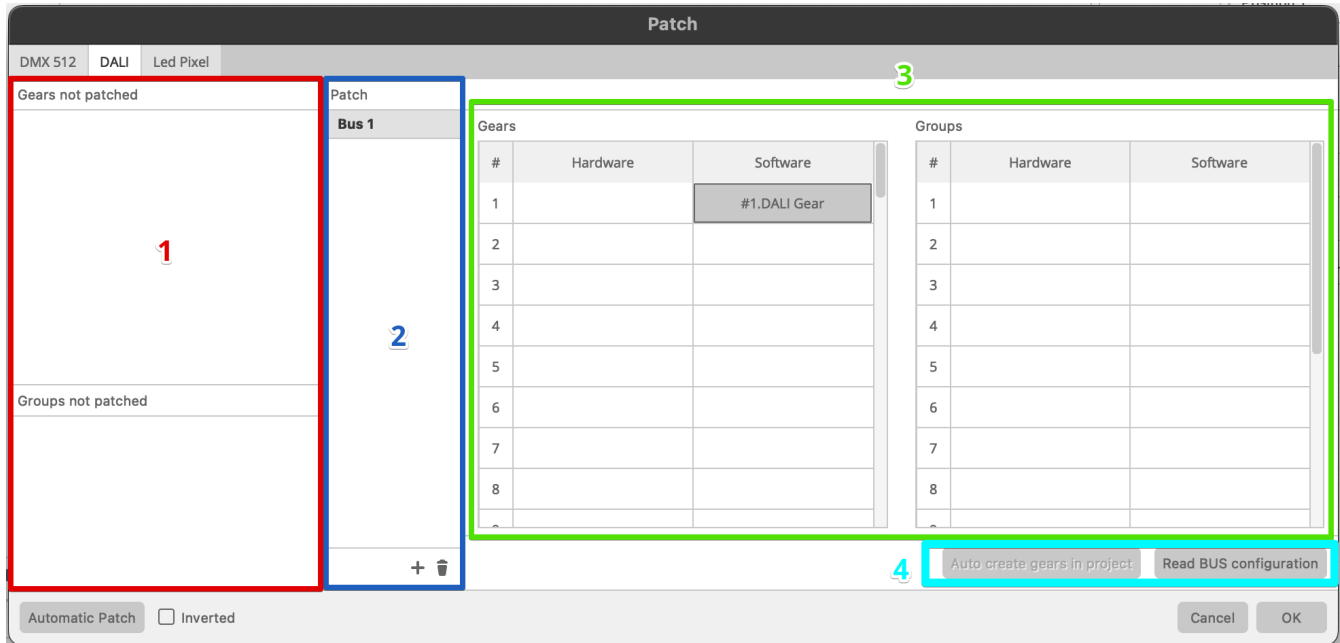 Patch
DMX 512 DALI Led Pixel
3
Gears not patched
1
Groups not patched
Patch
Bus 1
2
+
Gears
# Hardware Software
1 #1.DALI Gear
2
3
4
5
6
7
8
Groups
# Hardware Software
1
2
3
4
5
6
7
8
4 Auto create gears in project Read BUS configuration
Automatic Patch Inverted Cancel OK